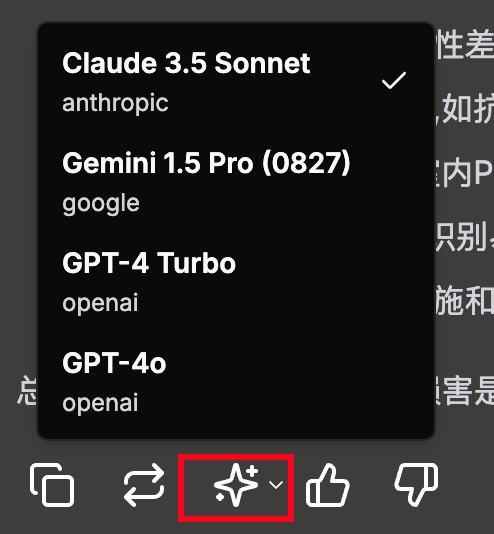 Claude 3.5 Sonnet
anthropic
Gemini 1.5 Pro (0827)
google
GPT-4 Turbo
openai
GPT-4o
openai
性差
,如抗
内P
识别
施和
总
损害是